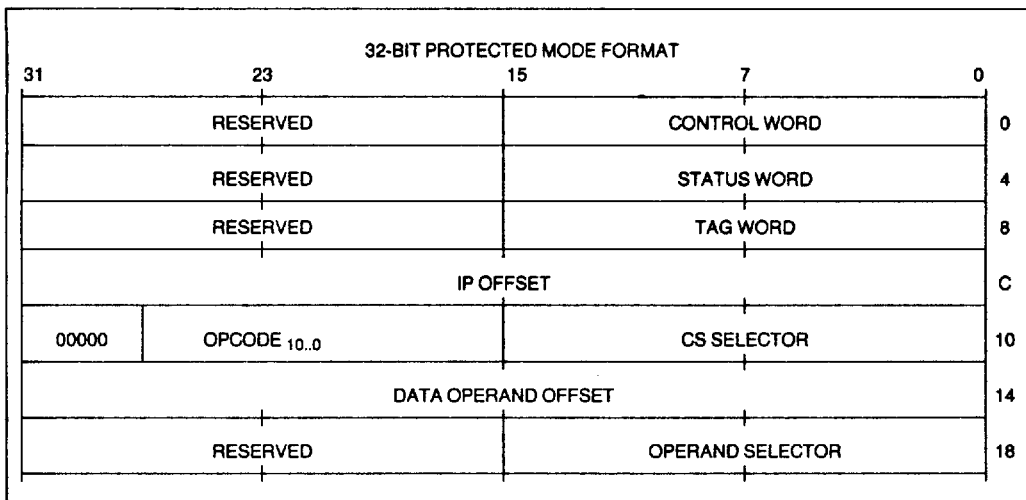 32-BIT PROTECTED MODE FORMAT
31 23 15 7 0
RESERVED CONTROL WORD 0
RESERVED STATUS WORD 4
RESERVED TAG WORD 8
IP OFFSET C
00000 OPCODE 10..0 CS SELECTOR 10
DATA OPERAND OFFSET 14
RESERVED OPERAND SELECTOR 18